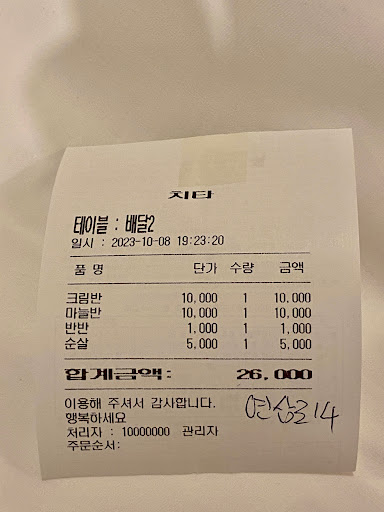 치타
테이블 : 배달2
일시 : 2023-10-08 19:23:20
품 명 단가 수량 금액
크림반 10,000 1 10,000
마늘반 10,000 1 10,000
반반 1,000 1 1,000
순살 5,000 1 5,000
합계금액: 26,000
이용해 주셔서 감사합니다.
행복하세요
처리자 : 10000000 관리자
주문순서: